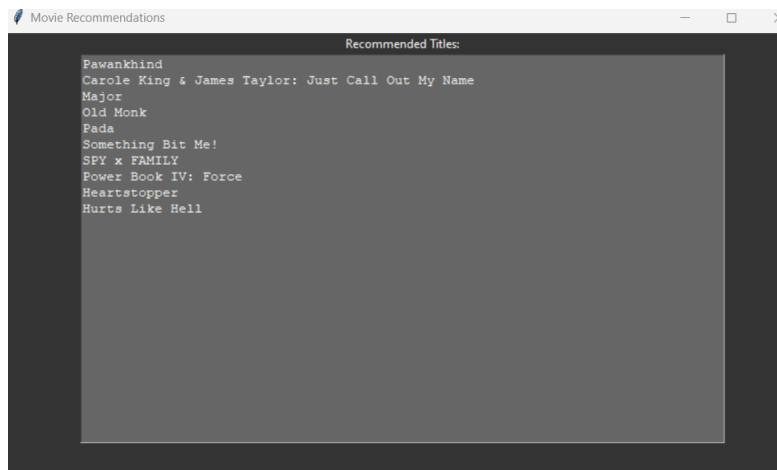 Movie Recommendations
Recommended Titles:
Pawankhind
Carole King & James Taylor: Just Call Out My Name
Major
Old Monk
Pada
Something Bit Me!
SPY x FAMILY
Power Book IV: Force
Heartstopper
Hurts Like Hell